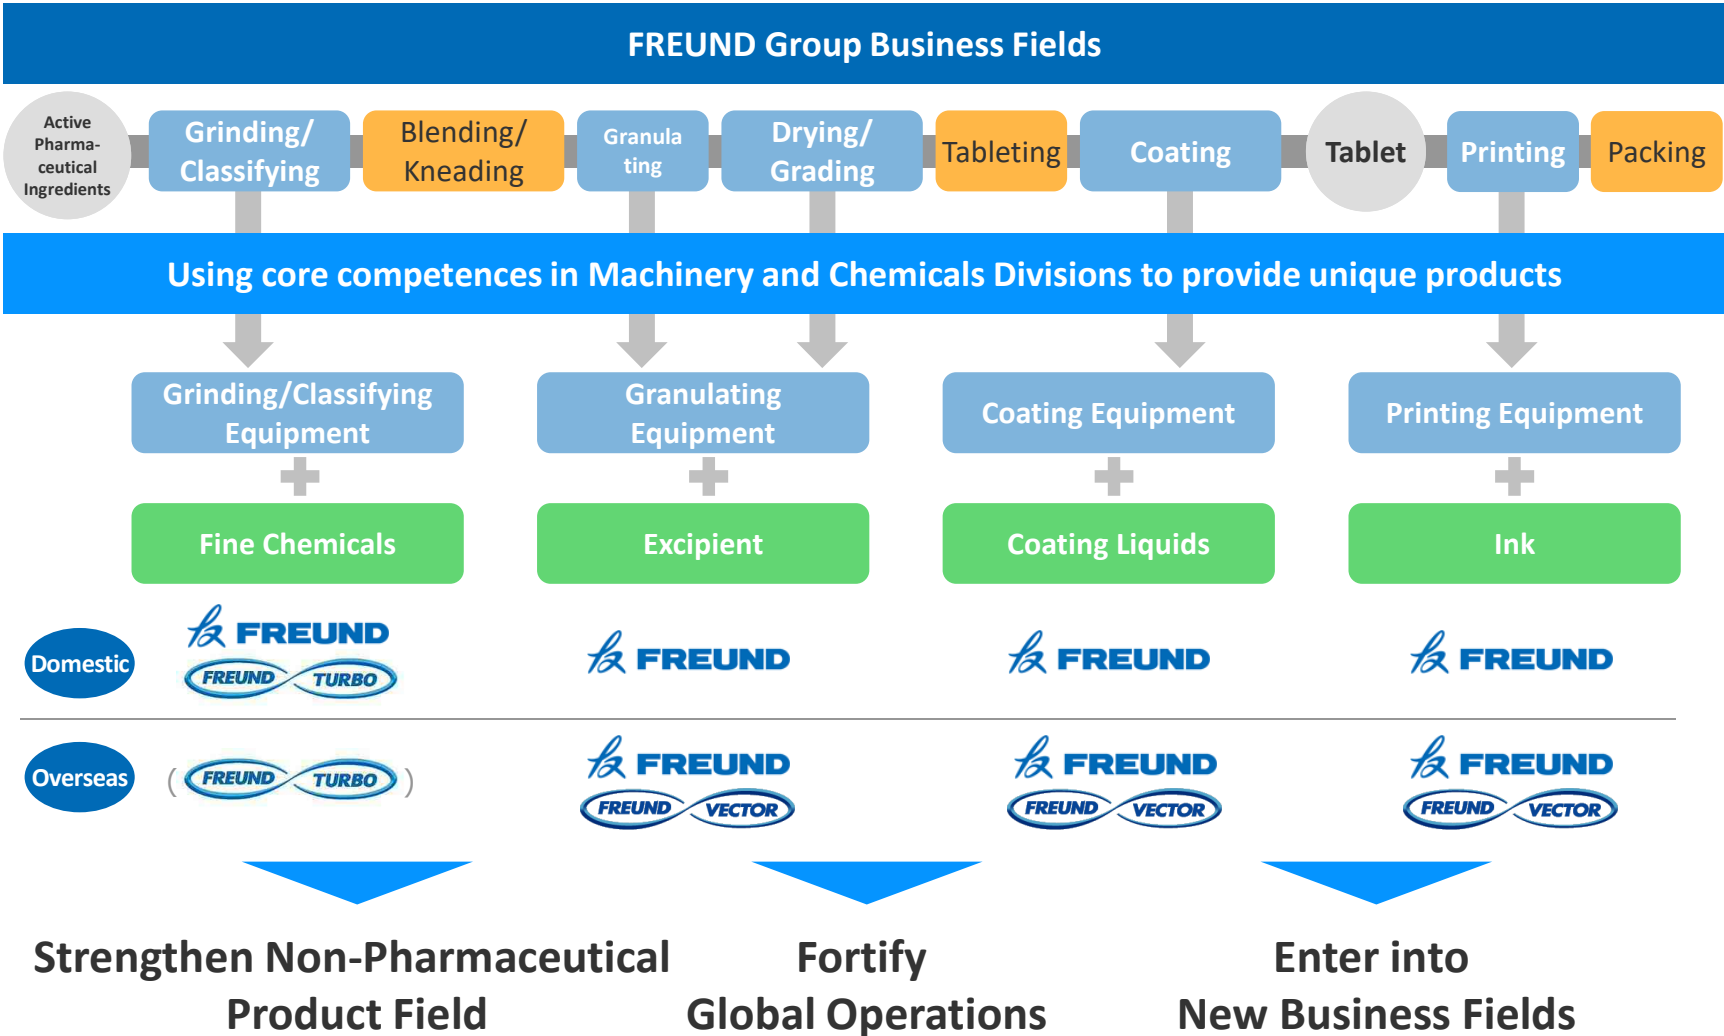 FREUND Group Business Fields
Active
Pharma-
ceutical
Ingredients
Grinding/
Classifying
Blending/
Kneading
Granula
ting
Drying/
Grading
Tableting
Coating
Tablet
Printing
Packing
Using core competences in Machinery and Chemicals Divisions to provide unique products
Grinding/Classifying
Equipment
Granulating
Equipment
Coating Equipment
Printing Equipment
Fine Chemicals
Excipient
Coating Liquids
Ink
Domestic
FREUND
FREUND TURBO
FREUND
FREUND
FREUND
Overseas
( FREUND TURBO )
FREUND
FREUND VECTOR
FREUND
FREUND VECTOR
FREUND
FREUND VECTOR
Strengthen Non-Pharmaceutical
Product Field
Fortify
Global Operations
Enter into
New Business Fields